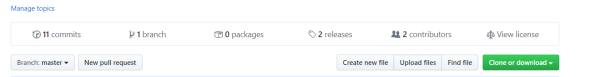 Manage topics
11 commits 1 branch 0 packages 2 releases 2 contributors View license
Branch: master New pull request Create new file Upload files Find file Clone or download